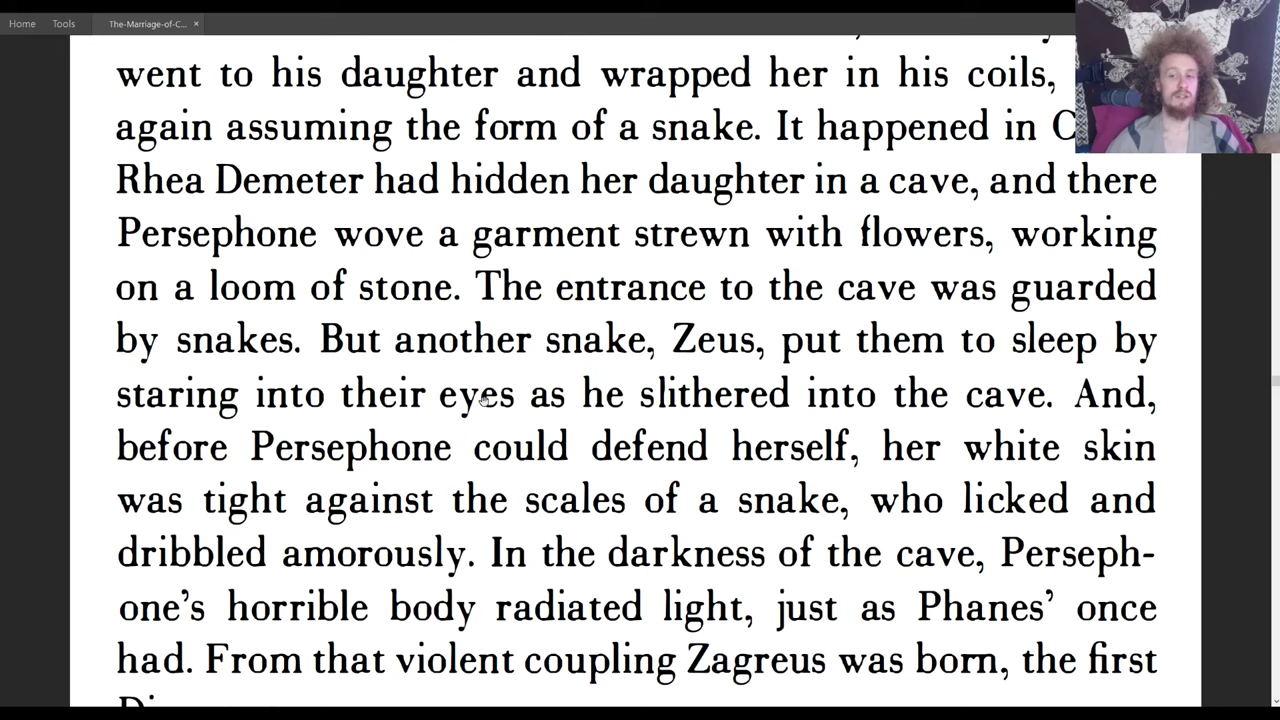 Home Tools The-Marriage-of-C... ×
went to his daughter and wrapped her in his coils,
again assuming the form of a snake. It happened in
Rhea Demeter had hidden her daughter in a cave, and there
Persephone wove a garment strewn with flowers, working
on a loom of stone. The entrance to the cave was guarded
by snakes. But another snake, Zeus, put them to sleep by
staring into their eyes as he slithered into the cave. And,
before Persephone could defend herself, her white skin
was tight against the scales of a snake, who licked and
dribbled amorously. In the darkness of the cave, Perseph-
one’s horrible body radiated light, just as Phanes’ once
had. From that violent coupling Zagreus was born, the first